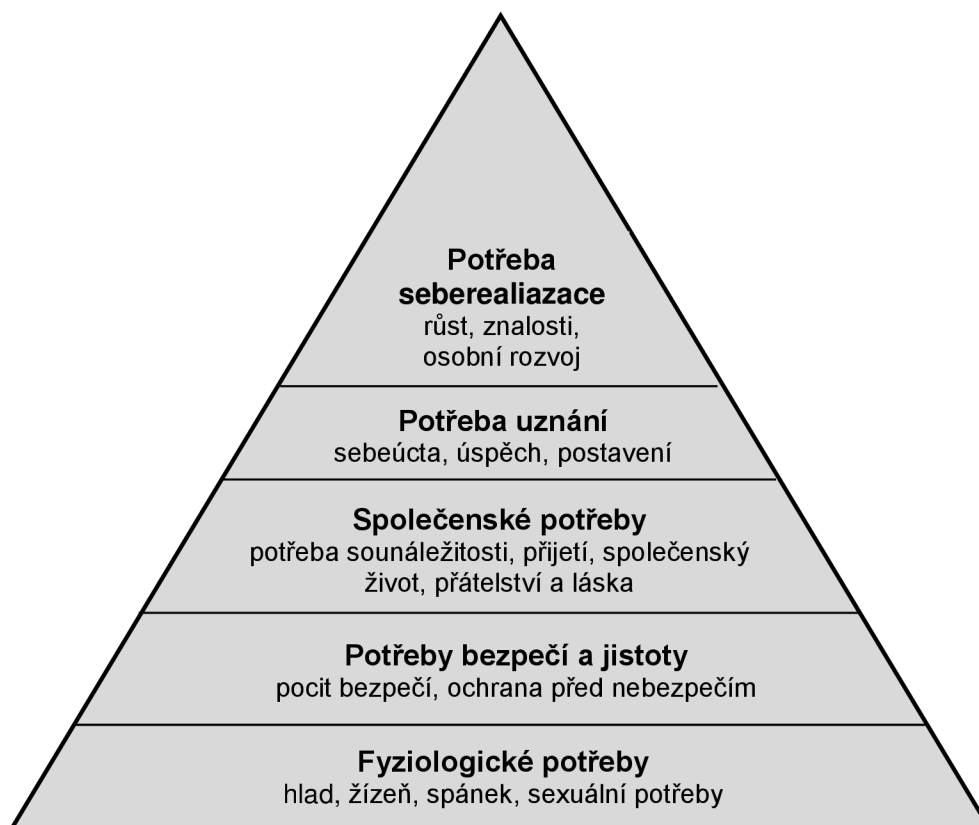 Potřeba
seberealiazace
růst, znalosti,
osobní rozvoj
Potřeba uznání
sebeúcta, úspěch, postavení
Společenské potřeby
potřeba sounáležitosti, přijetí, společenský
život, přátelství a láska
Potřeby bezpečí a jistoty
pocit bezpečí, ochrana před nebezpečím
Fyziologické potřeby
hlad, žízeň, spánek, sexuální potřeby